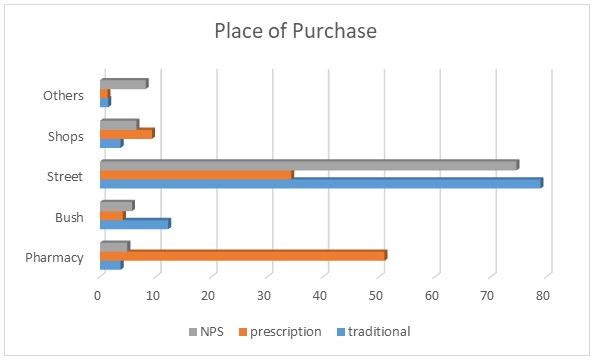 Place of Purchase
Others
Shops
Street
Bush
Pharmacy
0 10 20 30 40 50 60 70 80
NPS prescription traditional